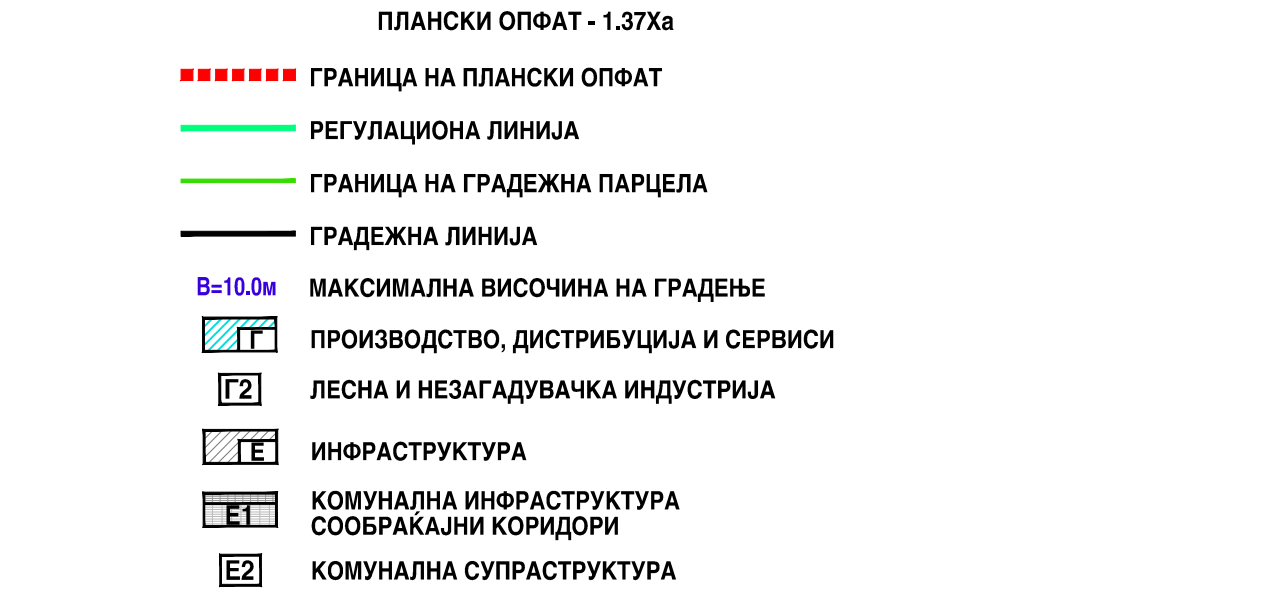 ПЛАНСКИ ОПФАТ - 1.37Ха
ГРАНИЦА НА ПЛАНСКИ ОПФАТ
РЕГУЛАЦИОНА ЛИНИЈА
ГРАНИЦА НА ГРАДЕЖНА ПАРЦЕЛА
ГРАДЕЖНА ЛИНИЈА
В=10.0м МАКСИМАЛНА ВИСОЧИНА НА ГРАДЕЊЕ
Г ПРОИЗВОДСТВО, ДИСТРИБУЦИЈА И СЕРВИСИ
Г2 ЛЕСНА И НЕЗАГАДУВАЧКА ИНДУСТРИЈА
Е ИНФРАСТРУКТУРА
Е1 КОМУНАЛНА ИНФРАСТРУКТУРА
СООБРАЌАЈНИ КОРИДОРИ
Е2 КОМУНАЛНА СУПРАСТРУКТУРА